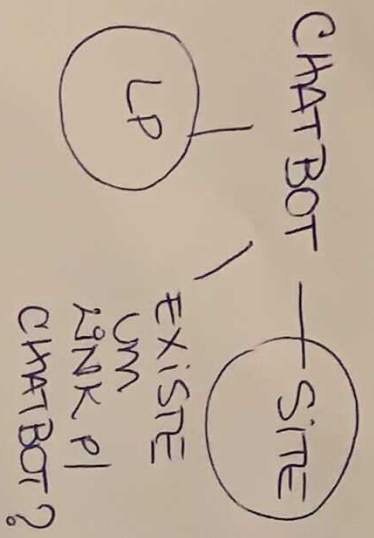 CHATBOT — SITE
LP
EXISTE
UM
LINK p/
CHATBOT?